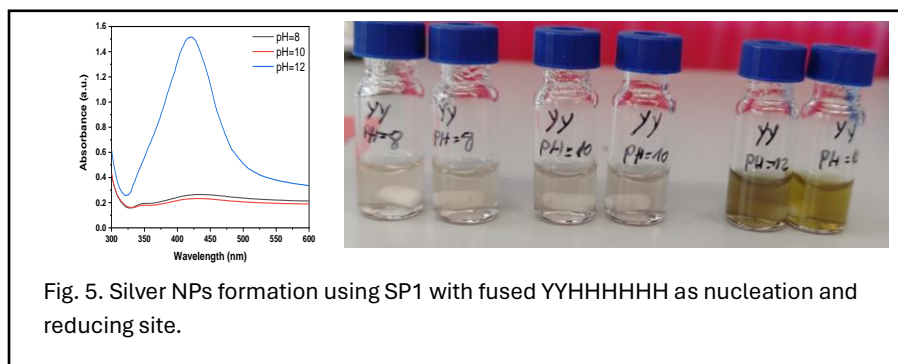 1.6
1.4
1.2
1.0
0.8
0.6
0.4
0.2
0.0
Absorbance (a.u.)
pH=8
pH=10
pH=12
300 350 400 450 500 550 600
Wavelength (nm)
YY
PH=8
YY
PH=8
YY
PH=10
YY
PH=10
YY
PH=12
YY
Fig. 5. Silver NPs formation using SP1 with fused YYHHHHHH as nucleation and
reducing site.